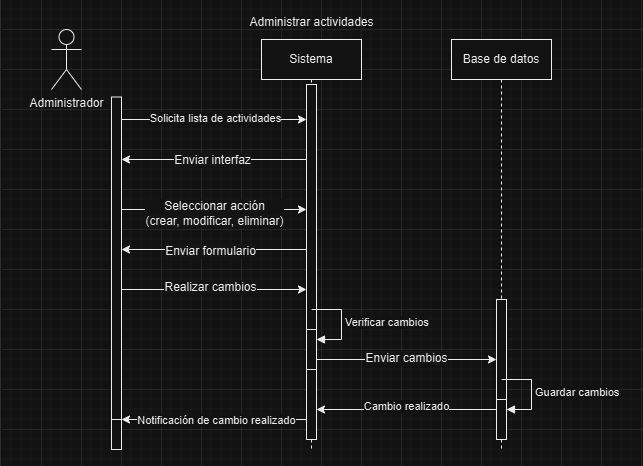 Administrar actividades
Sistema
Base de datos
Administrador
Solicita lista de actividades
Enviar interfaz
Seleccionar acción
(crear, modificar, eliminar)
Enviar formulario
Realizar cambios
Verificar cambios
Enviar cambios
Guardar cambios
Cambio realizado
Notificación de cambio realizado